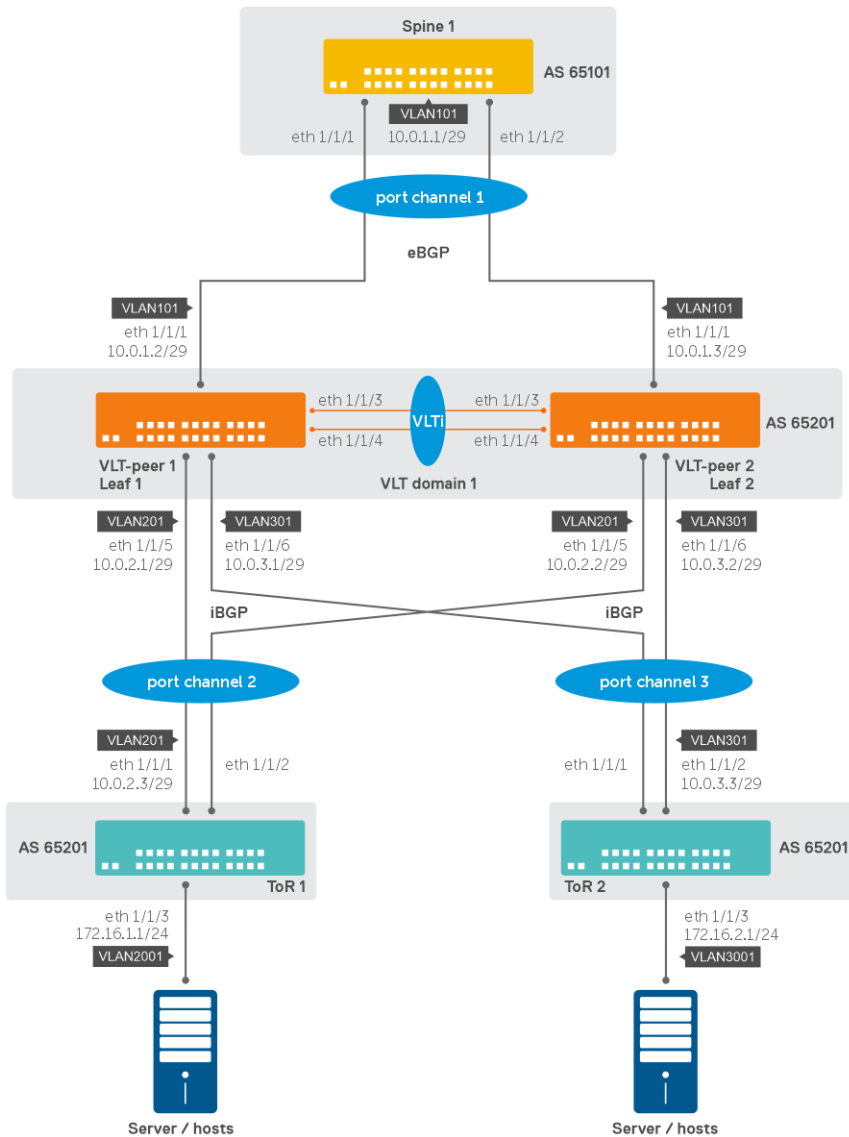 Spine 1
AS 65101
VLAN101
eth 1/1/1
10.0.1.1/29
eth 1/1/2
port channel 1
eBGP
VLAN101
eth 1/1/1
10.0.1.2/29
VLAN101
eth 1/1/1
10.0.1.3/29
eth 1/1/3
eth 1/1/4
VLTi
eth 1/1/3
eth 1/1/4
AS 65201
VLT-peer 1
Leaf 1
VLT domain 1
VLT-peer 2
Leaf 2
VLAN201
eth 1/1/5
10.0.2.1/29
VLAN301
eth 1/1/6
10.0.3.1/29
VLAN201
eth 1/1/5
10.0.2.2/29
VLAN301
eth 1/1/6
10.0.3.2/29
iBGP
iBGP
port channel 2
port channel 3
VLAN201
eth 1/1/1
10.0.2.3/29
eth 1/1/2
eth 1/1/1
VLAN301
eth 1/1/2
10.0.3.3/29
AS 65201
ToR 1
ToR 2
AS 65201
eth 1/1/3
172.16.1.1/24
VLAN2001
eth 1/1/3
172.16.2.1/24
VLAN3001
Server / hosts
Server / hosts